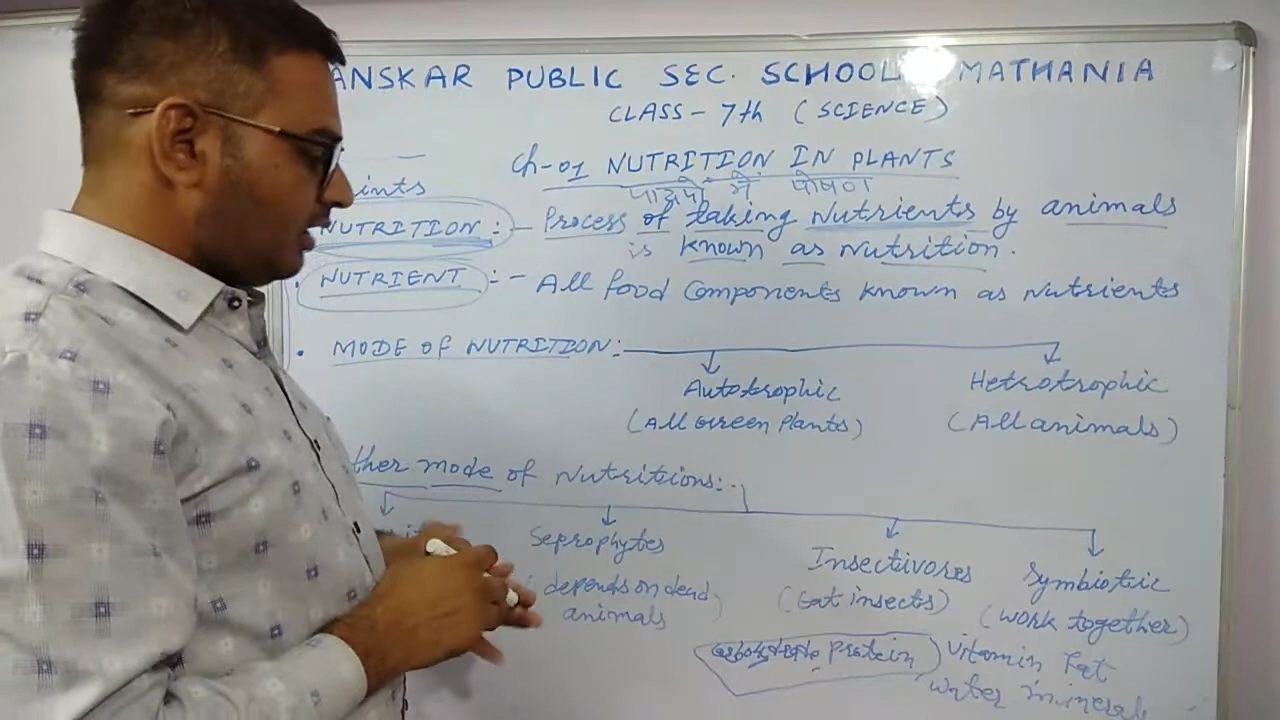 ANSKAR PUBLIC SEC. SCHOOL MATHANIA
CLASS - 7th (SCIENCE)
Ch-01 NUTRITION IN PLANTS
पादपो में पोषण
ints
NUTRITION :- Process of taking Nutrients by animals
is known as Nutrition.
• NUTRIENT :- All food components known as Nutrients
• MODE OF NUTRITION:
Autotrophic Hetrotrophic
(All Green Plants) (All animals)
ther mode of Nutritions:-
Seprophytes Insectivores Symbiotic
(depends on dead animals) (Eat insects) (work together)
protein Vitamin Fat
water minerals